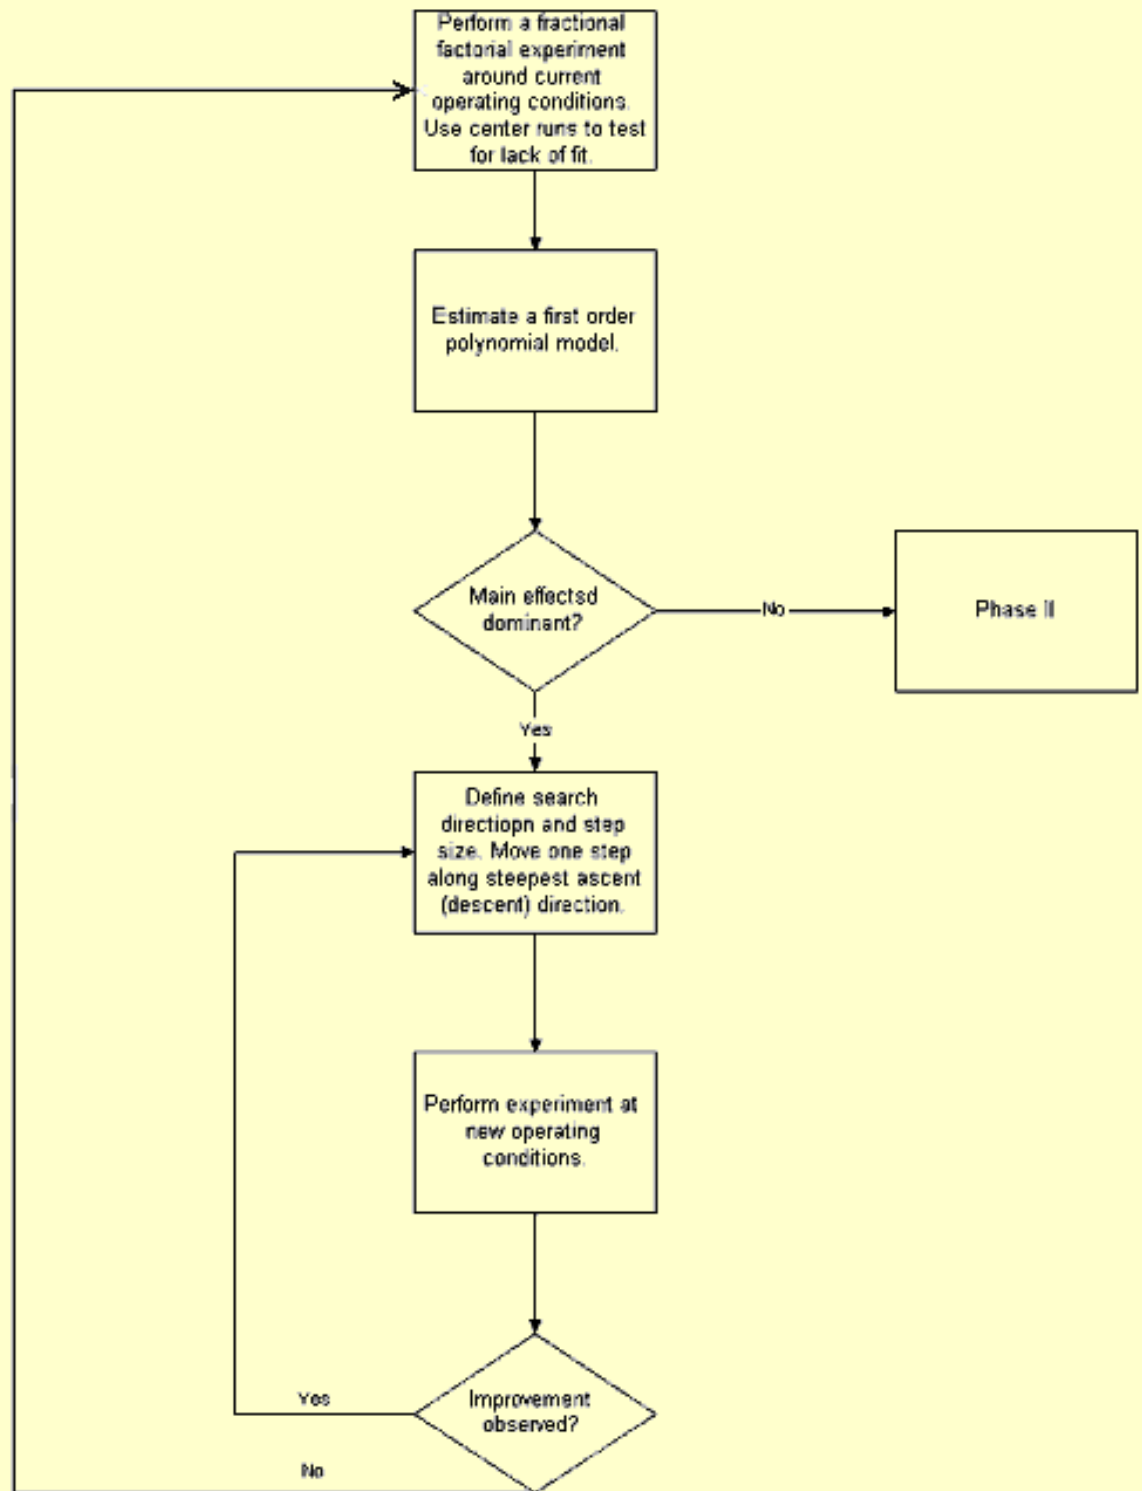 Perform a fractional
factorial experiment
around current
operating conditions.
Use center runs to test
for lack of fit.
Estimate a first order
polynomial model.
Main effectsd
dominant?
No
Phase II
Yes
Define search
directiopn and step
size. Move one step
along steepest ascent
(descent) direction.
Perform experiment at
new operating
conditions.
Improvement
observed?
Yes
No